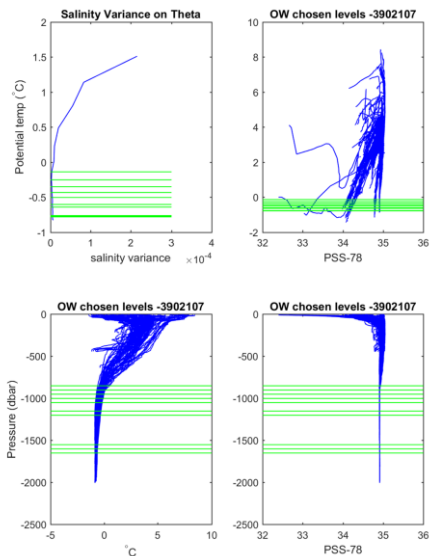 Salinity Variance on Theta
2
1.5
1
0.5
0
-0.5
-1
Potential temp (°C)
0 1 2 3 4
salinity variance ×10-4
OW chosen levels -3902107
10
8
6
4
2
0
-2
32 33 34 35 36
PSS-78
OW chosen levels -3902107
0
-500
-1000
-1500
-2000
-2500
Pressure (dbar)
-5 0 5 10
°C
OW chosen levels -3902107
0
-500
-1000
-1500
-2000
-2500
32 33 34 35 36
PSS-78